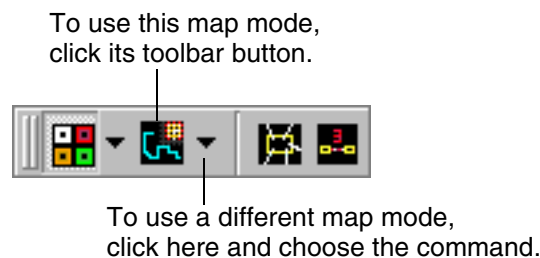 To use this map mode,
click its toolbar button.
3
To use a different map mode,
click here and choose the command.